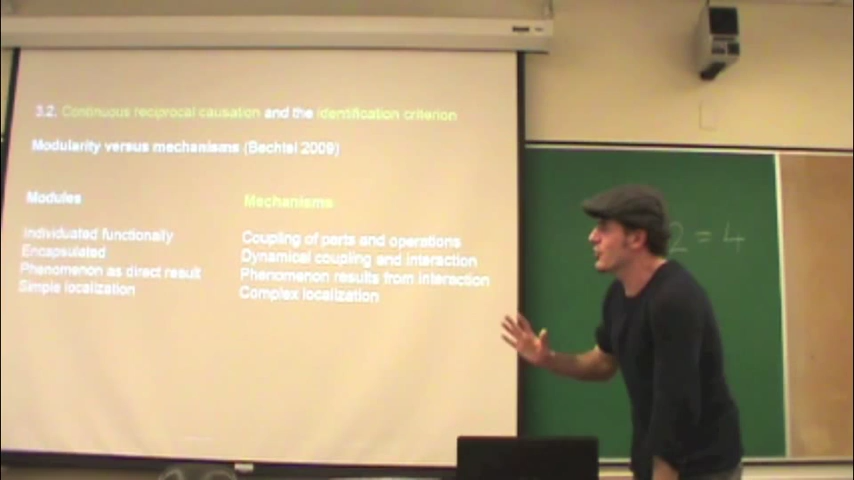 3.2. Continuous reciprocal causation and the identification criterion
Modularity versus mechanisms (Bechtel 2009)
Modules
Individuated functionally
Encapsulated
Phenomenon as direct result
Simple localization
Mechanisms
Coupling of parts and operations
Dynamical coupling and interaction
Phenomenon results from interaction
Complex localization
2 = 4